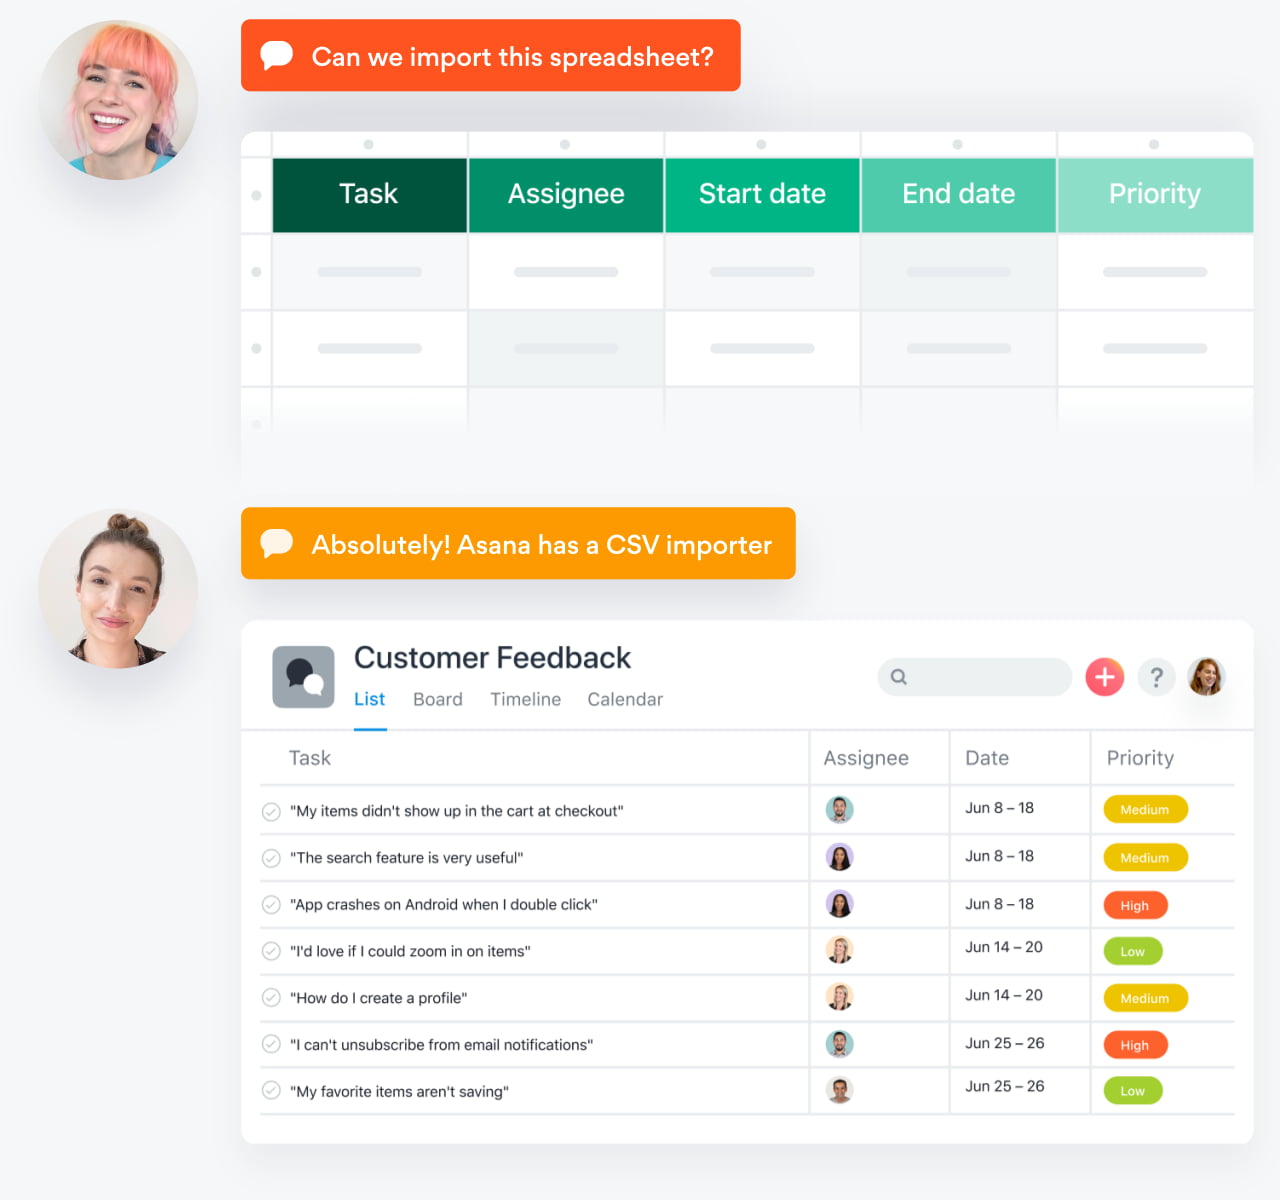 Can we import this spreadsheet?
Task Assignee Start date End date Priority
Absolutely! Asana has a CSV importer
Customer Feedback
List Board Timeline Calendar
?
Task Assignee Date Priority
"My items didn't show up in the cart at checkout" Jun 8 – 18 Medium
"The search feature is very useful" Jun 8 – 18 Medium
"App crashes on Android when I double click" Jun 8 – 18 High
"I'd love if I could zoom in on items" Jun 14 – 20 Low
"How do I create a profile" Jun 14 – 20 Medium
"I can't unsubscribe from email notifications" Jun 25 – 26 High
"My favorite items aren't saving" Jun 25 – 26 Low